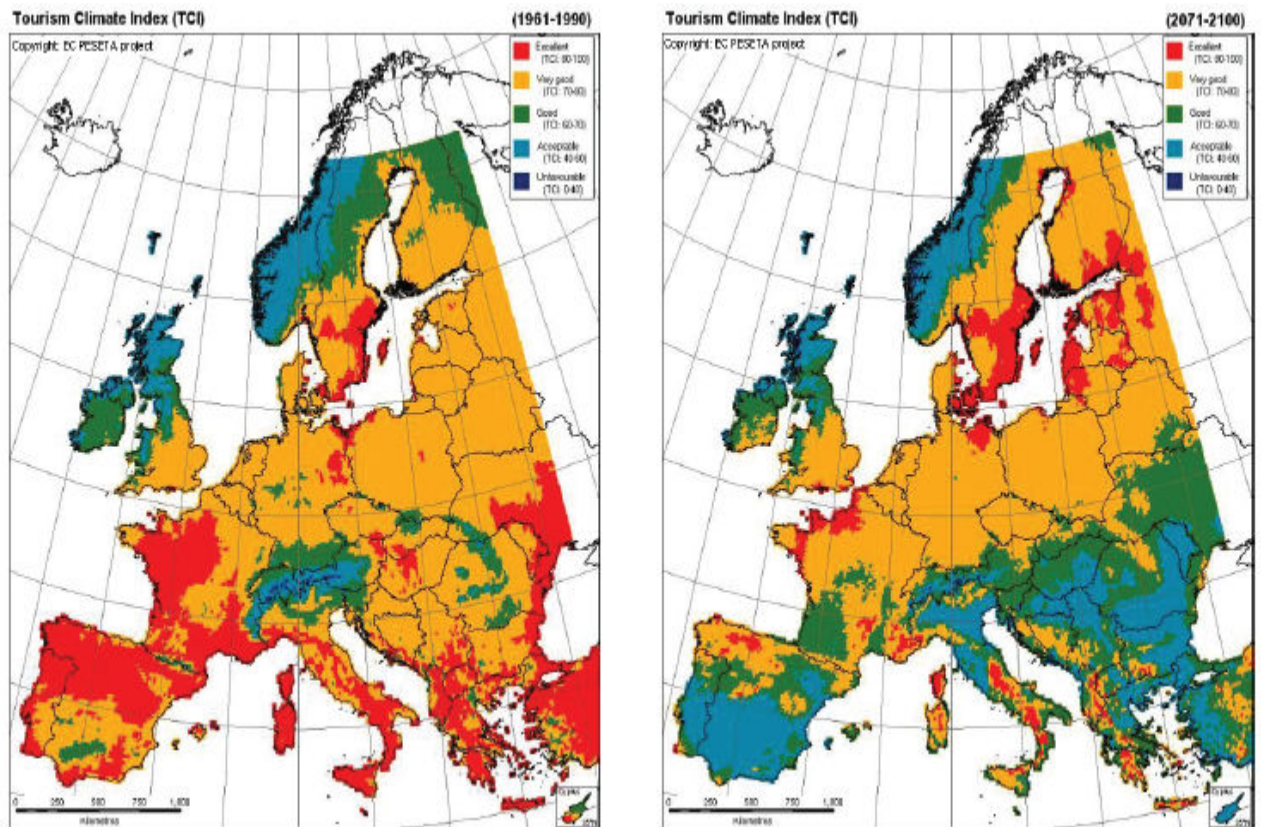 Tourism Climate Index (TCI) (1961-1990)
Copyright: EC PESETA project
Excellent
(TCI: 80-100)
Very good
(TCI: 70-80)
Good
(TCI: 60-70)
Acceptable
(TCI: 40-60)
Unfavourable
(TCI: 0-40)
0 250 500 750 1,000
Kilometres
Cyprus
Tourism Climate Index (TCI) (2071-2100)
Copyright: EC PESETA project
Excellent
(TCI: 80-100)
Very good
(TCI: 70-80)
Good
(TCI: 60-70)
Acceptable
(TCI: 40-60)
Unfavourable
(TCI: 0-40)
0 250 500 750 1,000
Kilometres
Cyprus